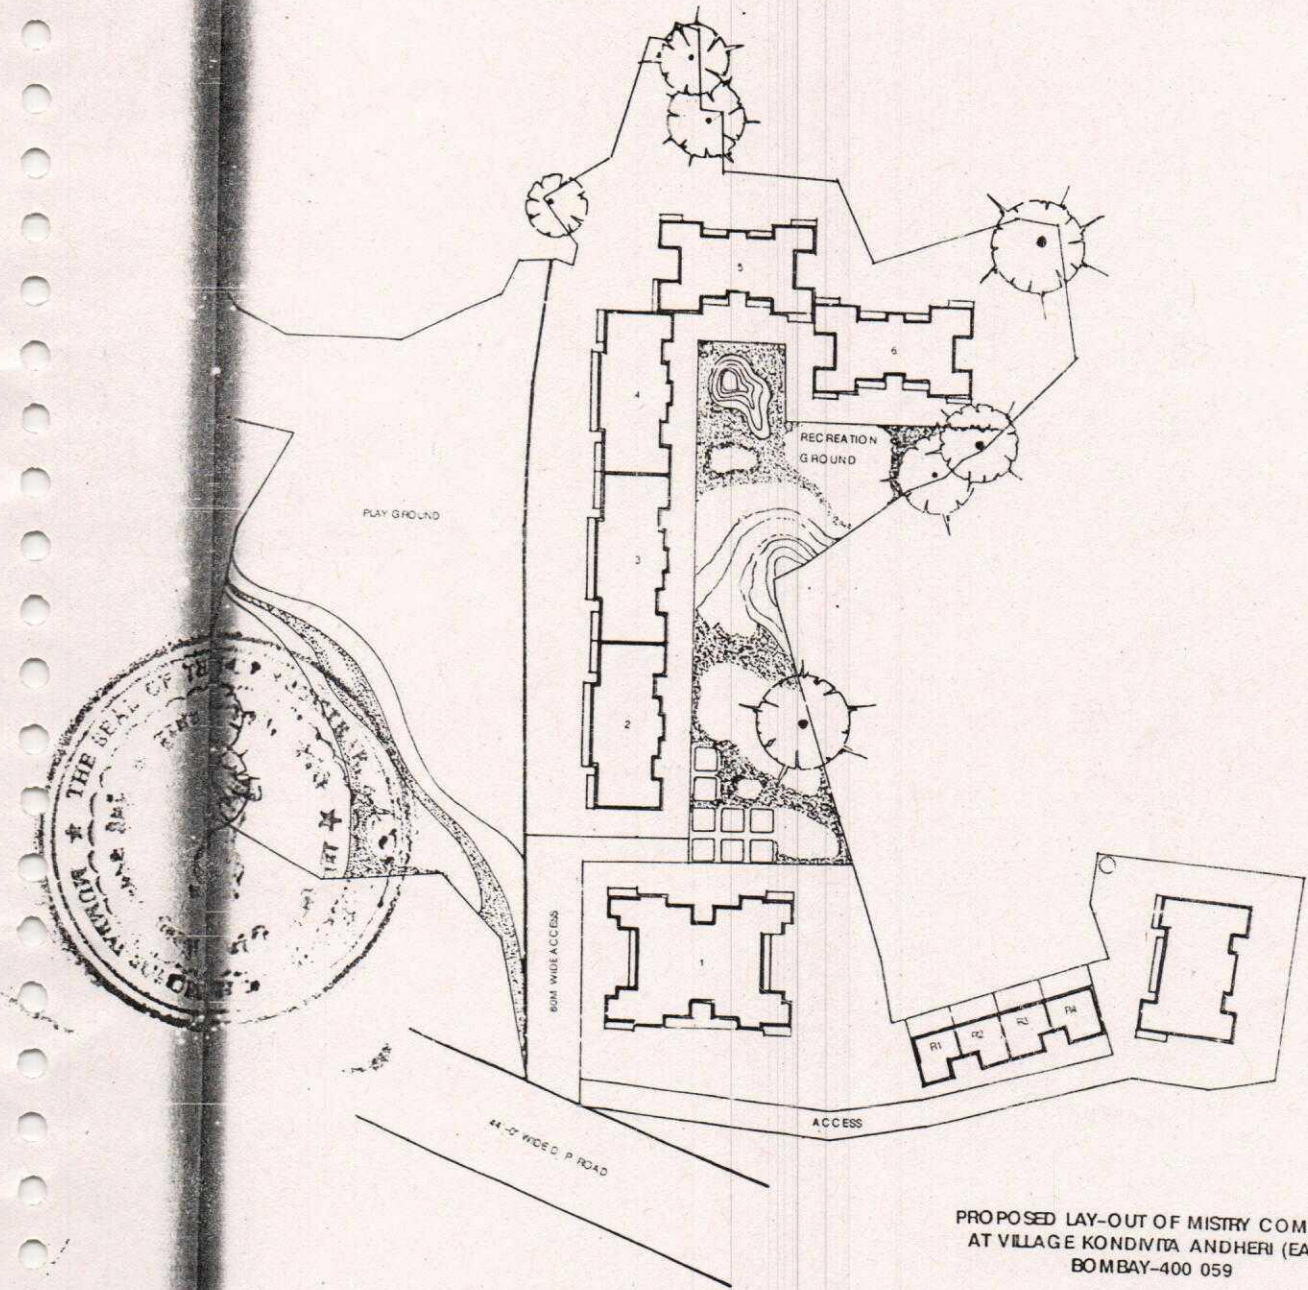 5
6
4
RECREATION
GROUND
PLAY GROUND
3
2
THE SEAL OF
MUMBAI
60M WIDE ACCESS
1
R1 R2 R3 R4
ACCESS
44'-0" WIDE D. P. ROAD
PROPOSED LAY-OUT OF MISTRY COM
AT VILLAGE KONDIVITA ANDHERI (EA
BOMBAY-400 059